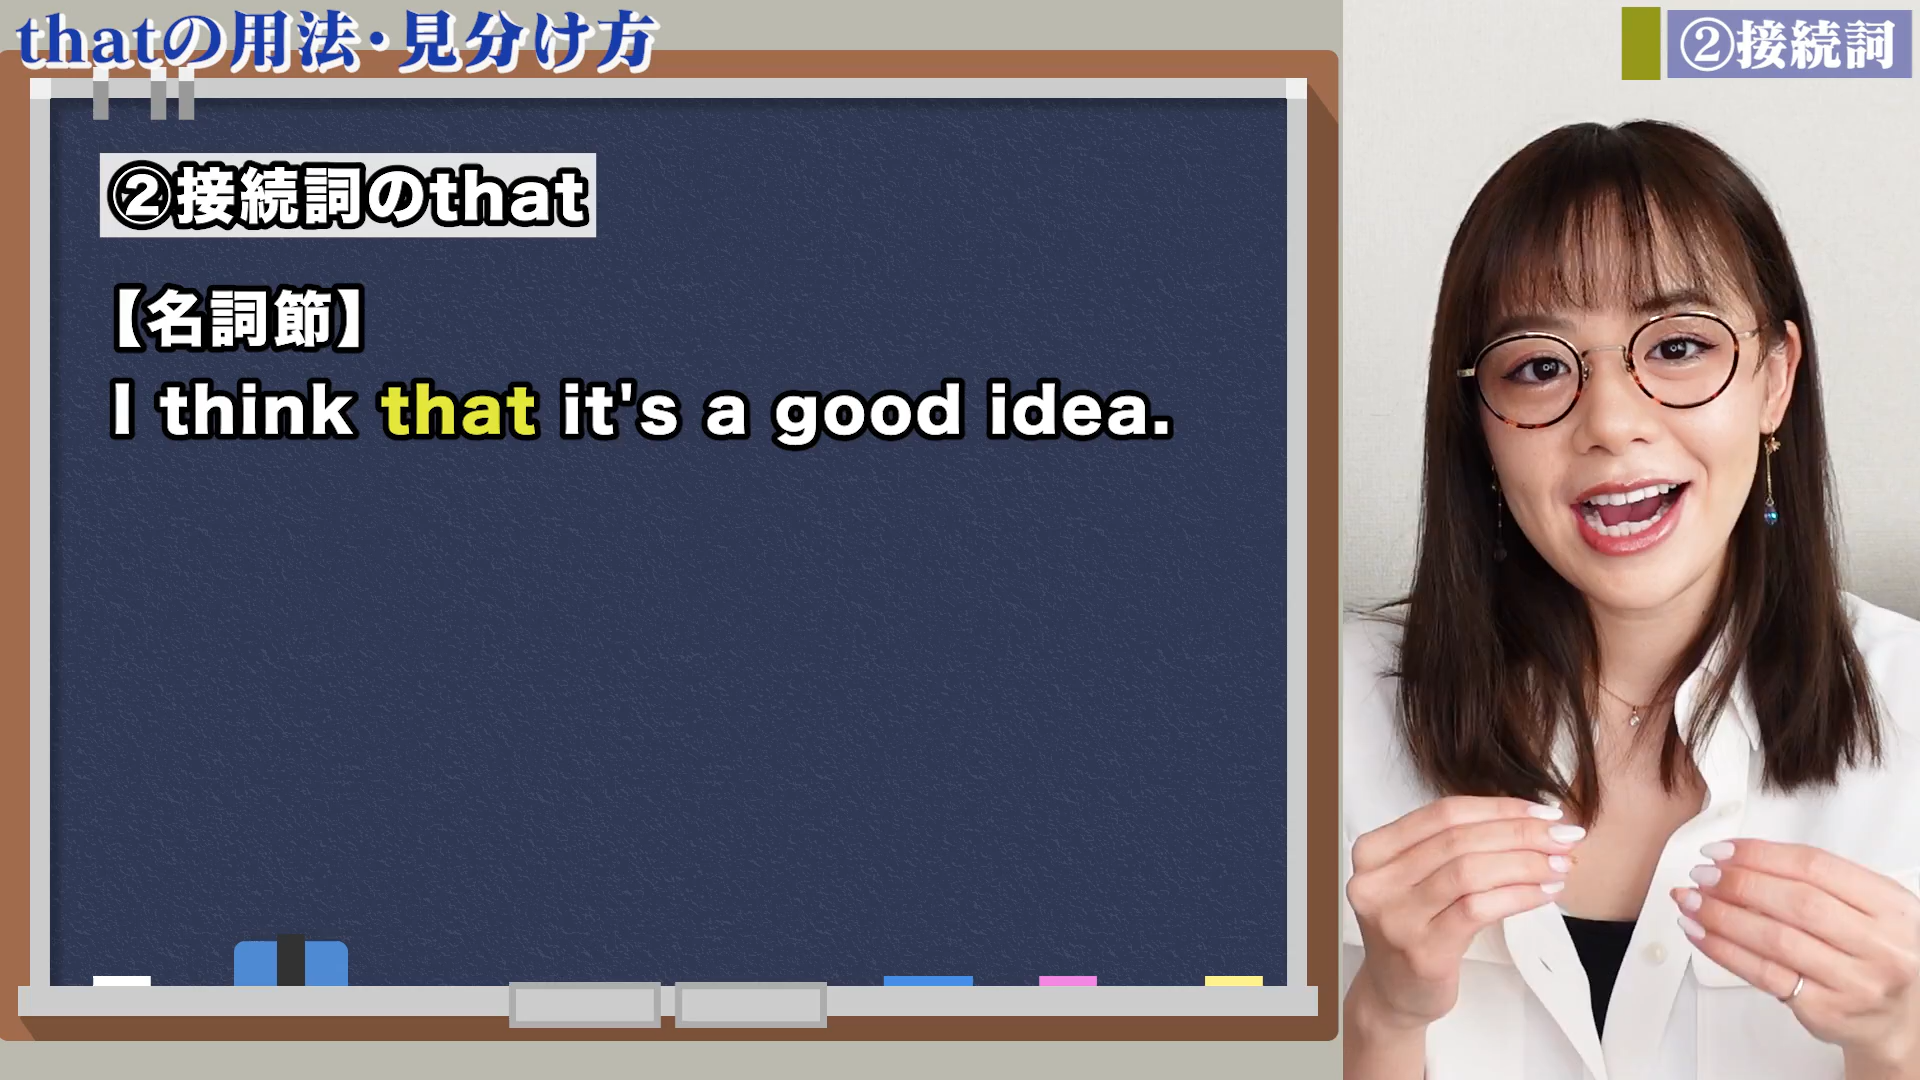 thatの用法・見分け方
②接続詞
②接続詞のthat
【名詞節】
I think that it's a good idea.